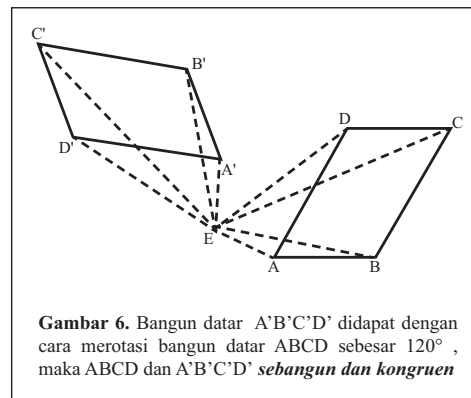 C'
B'
D'
A'
D
C
E
A
B
Gambar 6. Bangun datar A'B'C'D' didapat dengan
cara merotasi bangun datar ABCD sebesar 120° ,
maka ABCD dan A'B'C'D' sebangun dan kongruen